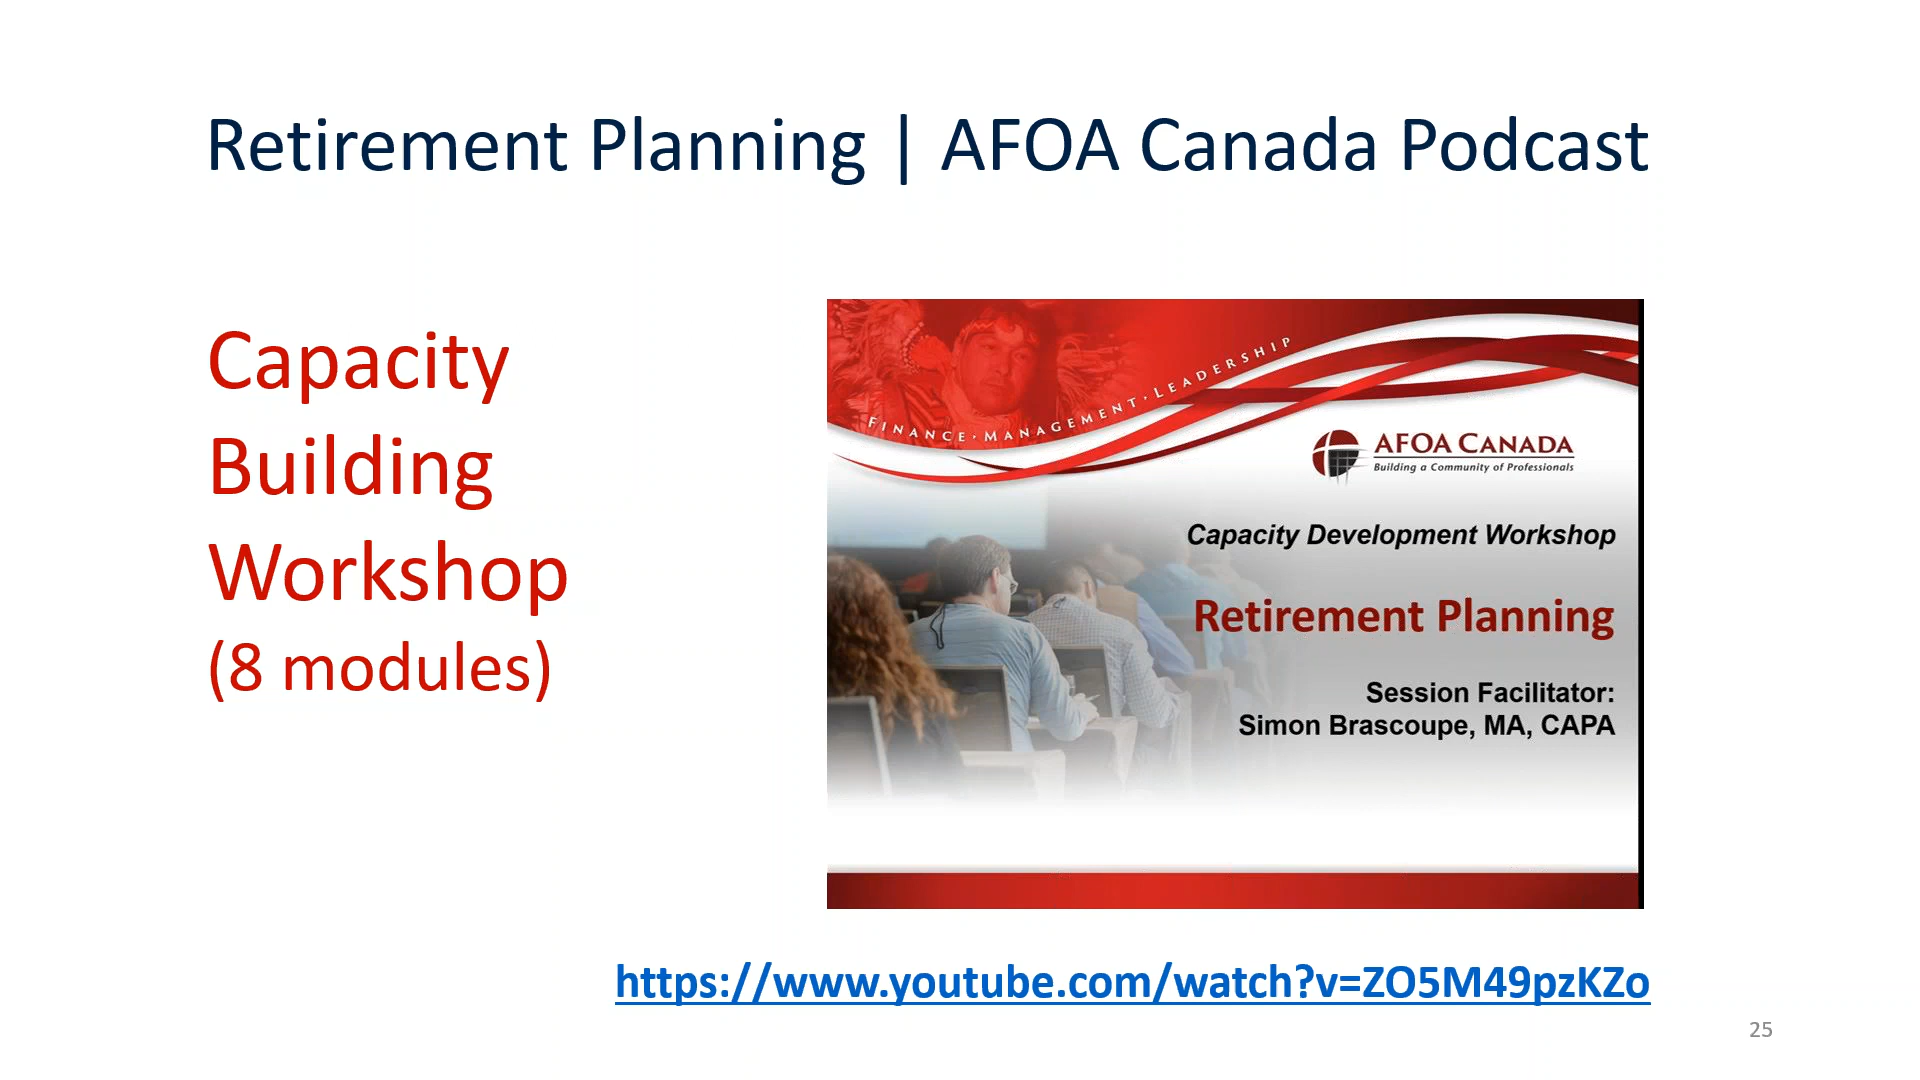 Retirement Planning | AFOA Canada Podcast
Capacity
Building
Workshop
(8 modules)
FINANCE · MANAGEMENT · LEADERSHIP
AFOA CANADA
Building a Community of Professionals
Capacity Development Workshop
Retirement Planning
Session Facilitator:
Simon Brascoupe, MA, CAPA
https://www.youtube.com/watch?v=ZO5M49pzKZo
25